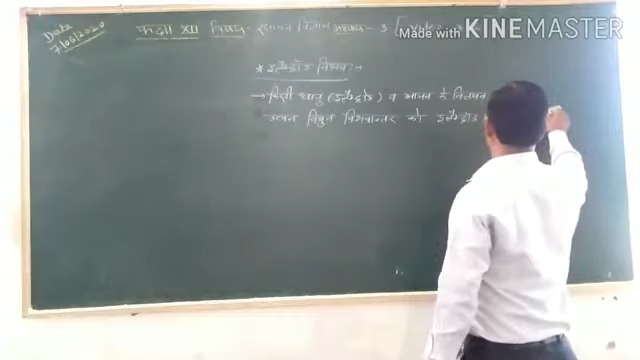 Date
7/06/2020
कक्षा XII विषय- रसायन विज्ञान अध्याय- 3
Made with KINEMASTER
* इलैक्ट्रोड विभव :-
→ किसी धातु (इलैक्ट्रोड) व आयन के विलयन
उत्पन्न विद्युत विभवान्तर को इलैक्ट्रोड